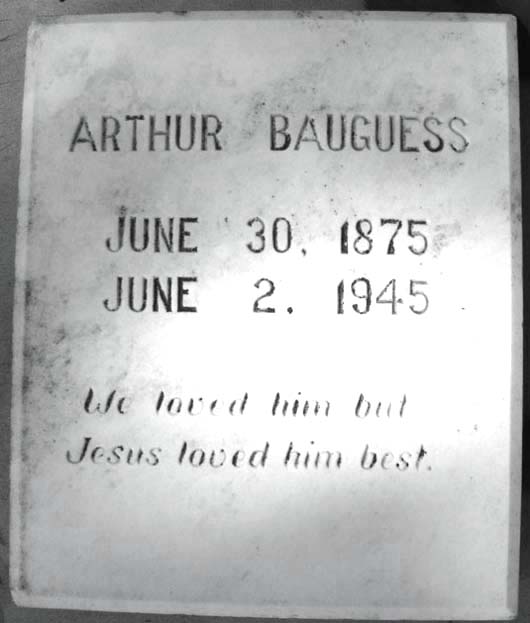 ARTHUR BAUGUESS
JUNE 30, 1875
JUNE 2. 1945
We loved him but
Jesus loved him best.